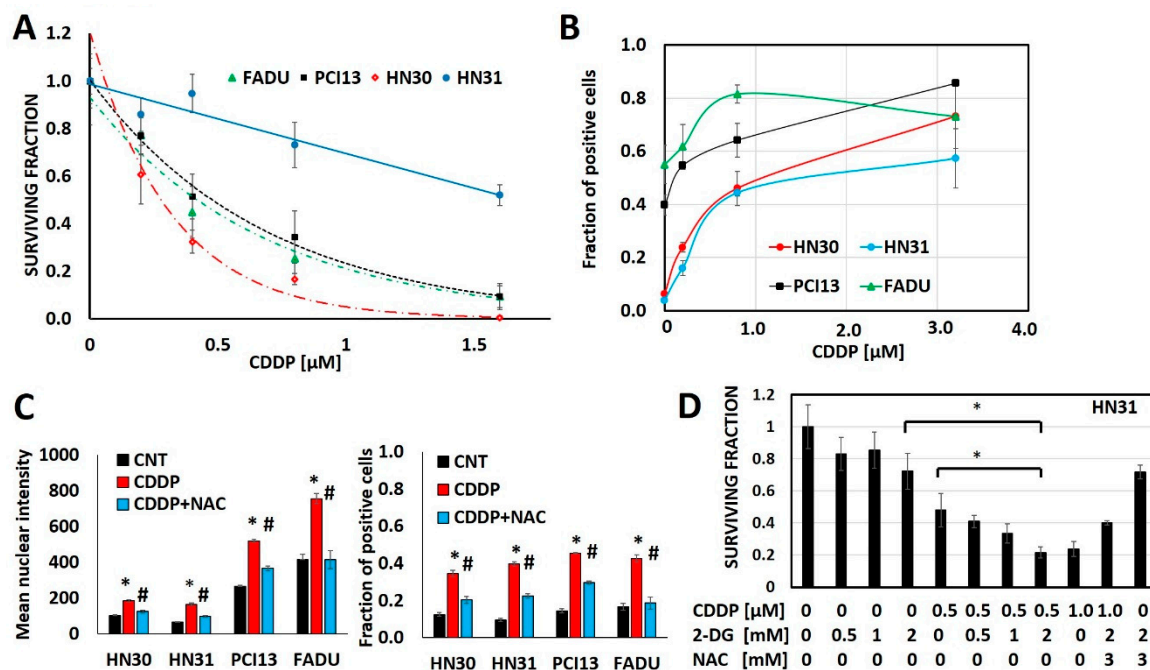 A
SURVIVING FRACTION
1.2
1.0
0.8
0.6
0.4
0.2
0.0
FADU PCI13 HN30 HN31
0 0.5 1 1.5
CDDP [µM]
B
Fraction of positive cells
1.0
0.8
0.6
0.4
0.2
0.0
HN30 HN31
PCI13 FADU
0 1.0 2.0 3.0 4.0
CDDP [µM]
C
Mean nuclear intensity
1000
800
600
400
200
0
CNT
CDDP
CDDP+NAC
* # * # * # * #
HN30 HN31 PCI13 FADU
Fraction of positive cells
1.0
0.8
0.6
0.4
0.2
0.0
CNT
CDDP
CDDP+NAC
* # * # * # * #
HN30 HN31 PCI13 FADU
D
SURVIVING FRACTION
1.2
1
0.8
0.6
0.4
0.2
0
HN31
*
*
CDDP [µM] 0 0 0 0 0.5 0.5 0.5 0.5 1.0 1.0 0
2-DG [mM] 0 0.5 1 2 0 0.5 1 2 0 2 2
NAC [mM] 0 0 0 0 0 0 0 0 0 3 3